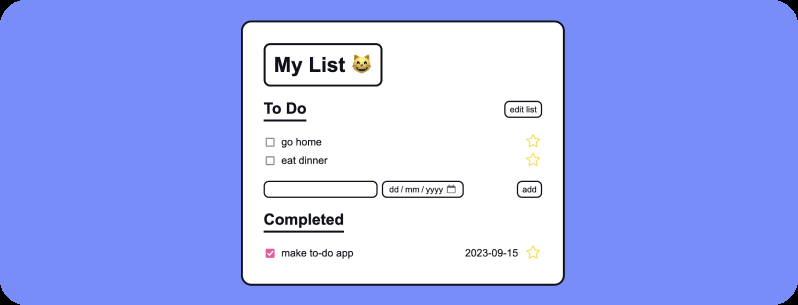 My List 😺
To Do
edit list
go home
eat dinner
dd / mm / yyyy
add
Completed
make to-do app 2023-09-15